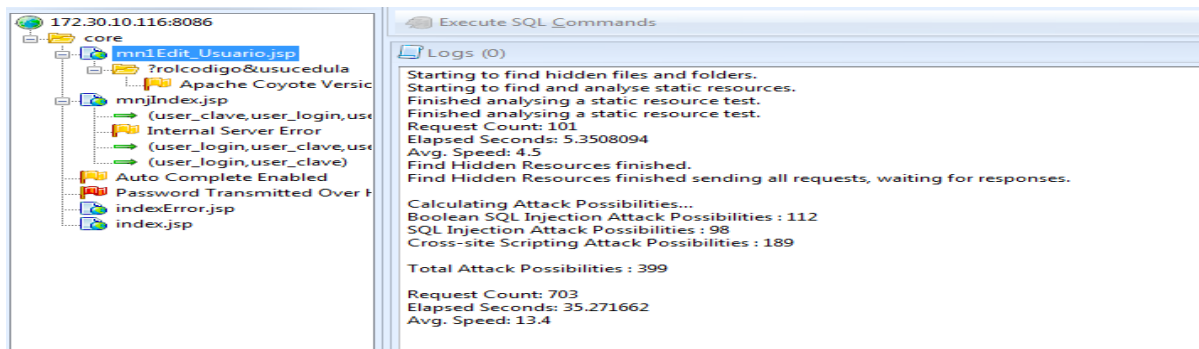 172.30.10.116:8086
core
mn1Edit_Usuario.jsp
?rolcodigo&usucedula
Apache Coyote Versic
mnjIndex.jsp
(user_clave,user_login,use
Internal Server Error
(user_login,user_clave,use
(user_login,user_clave)
Auto Complete Enabled
Password Transmitted Over H
indexError.jsp
index.jsp
Execute SQL Commands
Logs (0)
Starting to find hidden files and folders.
Starting to find and analyse static resources.
Finished analysing a static resource test.
Finished analysing a static resource test.
Request Count: 101
Elapsed Seconds: 5.3508094
Avg. Speed: 4.5
Find Hidden Resources finished.
Find Hidden Resources finished sending all requests, waiting for responses.
Calculating Attack Possibilities...
Boolean SQL Injection Attack Possibilities : 112
SQL Injection Attack Possibilities : 98
Cross-site Scripting Attack Possibilities : 189
Total Attack Possibilities : 399
Request Count: 703
Elapsed Seconds: 35.271662
Avg. Speed: 13.4